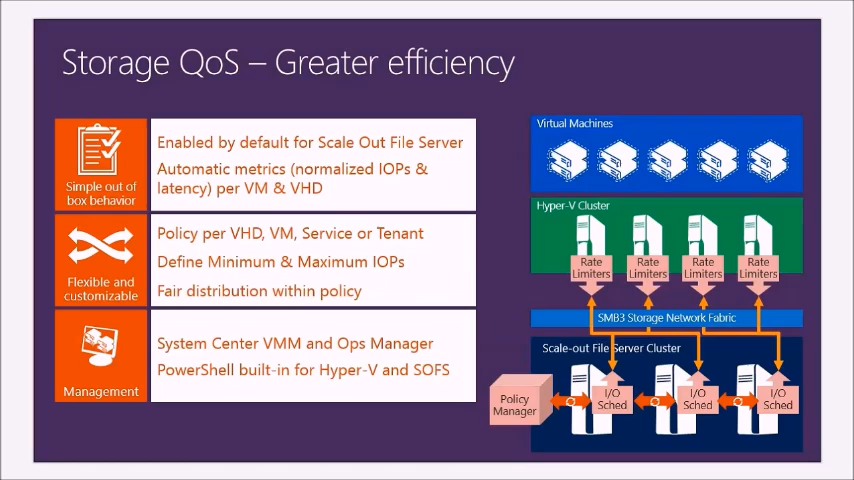 Storage QoS – Greater efficiency
Simple out of
box behavior
Enabled by default for Scale Out File Server
Automatic metrics (normalized IOPs &
latency) per VM & VHD
Flexible and
customizable
Policy per VHD, VM, Service or Tenant
Define Minimum & Maximum IOPs
Fair distribution within policy
Management
System Center VMM and Ops Manager
PowerShell built-in for Hyper-V and SOFS
Virtual Machines
Hyper-V Cluster
Rate
Limiters
Rate
Limiters
Rate
Limiters
Rate
Limiters
SMB3 Storage Network Fabric
Scale-out File Server Cluster
Policy
Manager
I/O
Sched
I/O
Sched
I/O
Sched